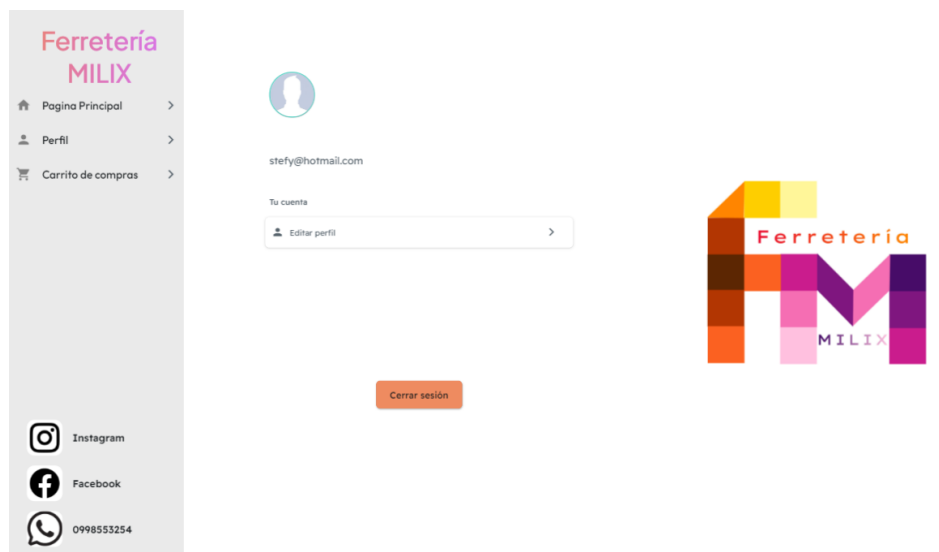 Ferretería
MILIX
Pagina Principal
Perfil
Carrito de compras
Instagram
Facebook
0998553254
stefy@hotmail.com
Tu cuenta
Editar perfil
Cerrar sesión
Ferretería
MILIX